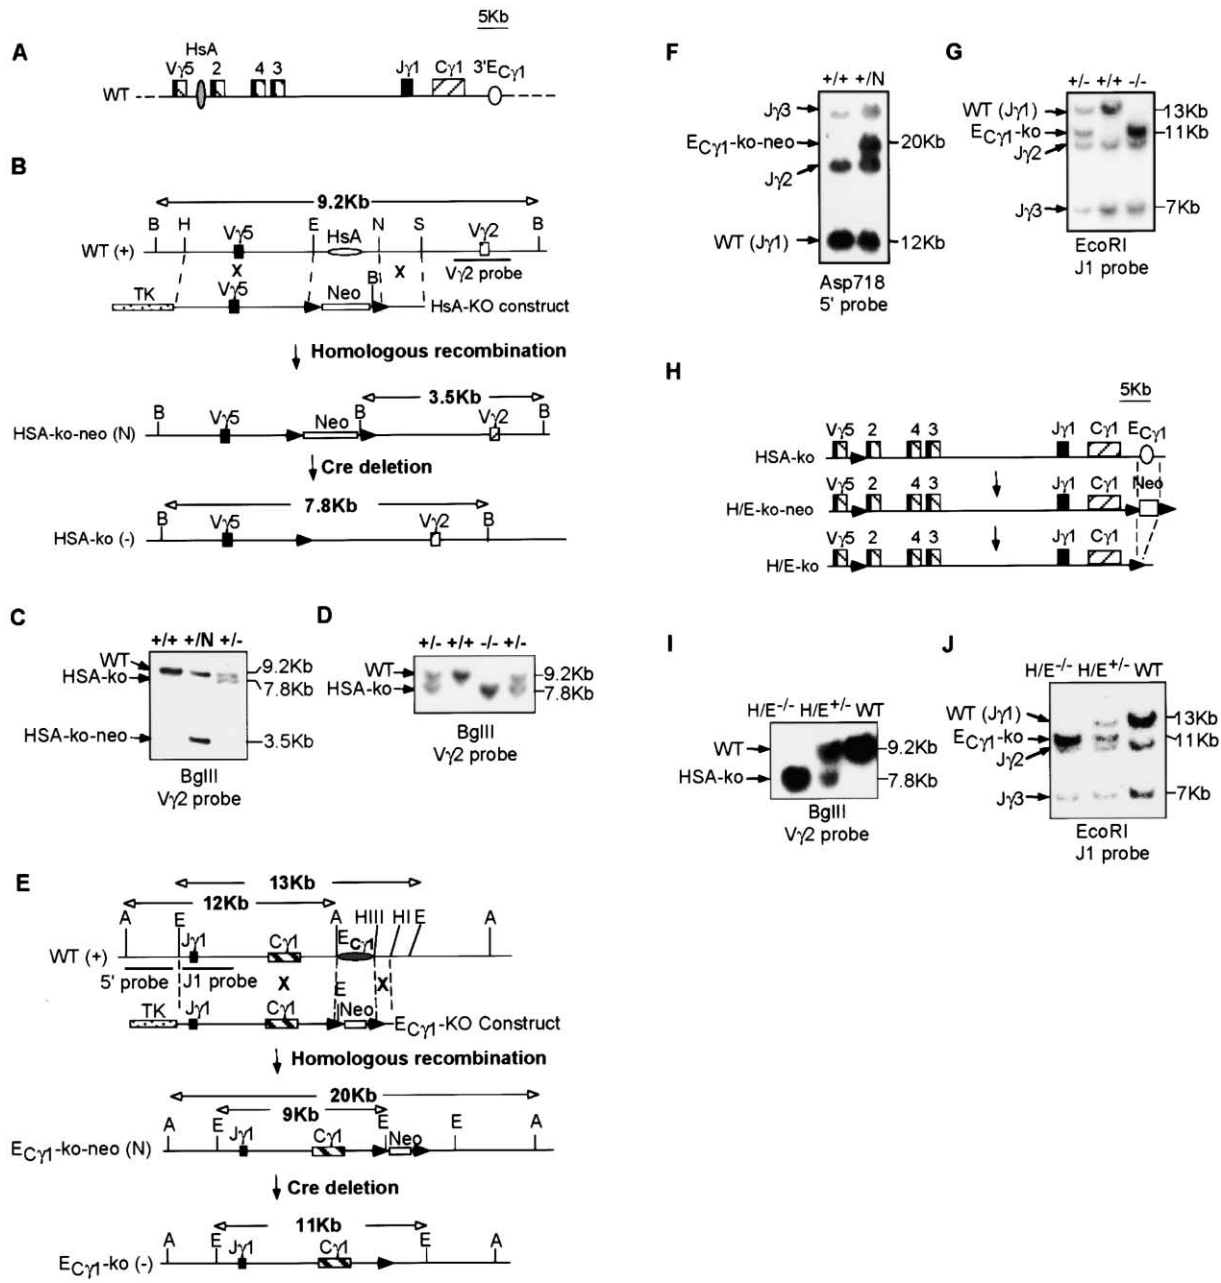 A
5Kb
HsA
Vγ5 2 4 3 Jγ1 Cγ1 3'ECγ1
WT
B
9.2Kb
B H Vγ5 E HsA N S Vγ2 B
WT (+)
X X Vγ2 probe
TK Vγ5 Neo B HsA-KO construct
Homologous recombination
3.5Kb
B Vγ5 Neo B Vγ2 B
HSA-ko-neo (N)
Cre deletion
7.8Kb
B Vγ5 Vγ2 B
HSA-ko (-)
C
+/+ +/N +/-
WT
HSA-ko
HSA-ko-neo
9.2Kb
7.8Kb
3.5Kb
BglII
Vγ2 probe
D
+/- +/+ -/- +/-
WT
HSA-ko
9.2Kb
7.8Kb
BglII
Vγ2 probe
E
13Kb
12Kb
A E Jγ1 Cγ1 A ECγ1 HIII HI E A
WT (+)
5' probe J1 probe X X
TK Jγ1 Cγ1 E Neo ECγ1-KO Construct
Homologous recombination
20Kb
9Kb
A E Jγ1 Cγ1 E Neo E A
ECγ1-ko-neo (N)
Cre deletion
11Kb
A E Jγ1 Cγ1 E A
ECγ1-ko (-)
F
+/+ +/N
Jγ3
ECγ1-ko-neo
Jγ2
WT (Jγ1)
20Kb
12Kb
Asp718
5' probe
G
+/- +/+ -/-
WT (Jγ1)
ECγ1-ko
Jγ2
Jγ3
13Kb
11Kb
7Kb
EcoRI
J1 probe
H
5Kb
Vγ5 2 4 3 Jγ1 Cγ1 ECγ1
HSA-ko
Vγ5 2 4 3 Jγ1 Cγ1 Neo
H/E-ko-neo
Vγ5 2 4 3 Jγ1 Cγ1
H/E-ko
I
H/E-/- H/E+/- WT
WT
HSA-ko
9.2Kb
7.8Kb
BglII
Vγ2 probe
J
H/E-/- H/E+/- WT
WT (Jγ1)
ECγ1-ko
Jγ2
Jγ3
13Kb
11Kb
7Kb
EcoRI
J1 probe